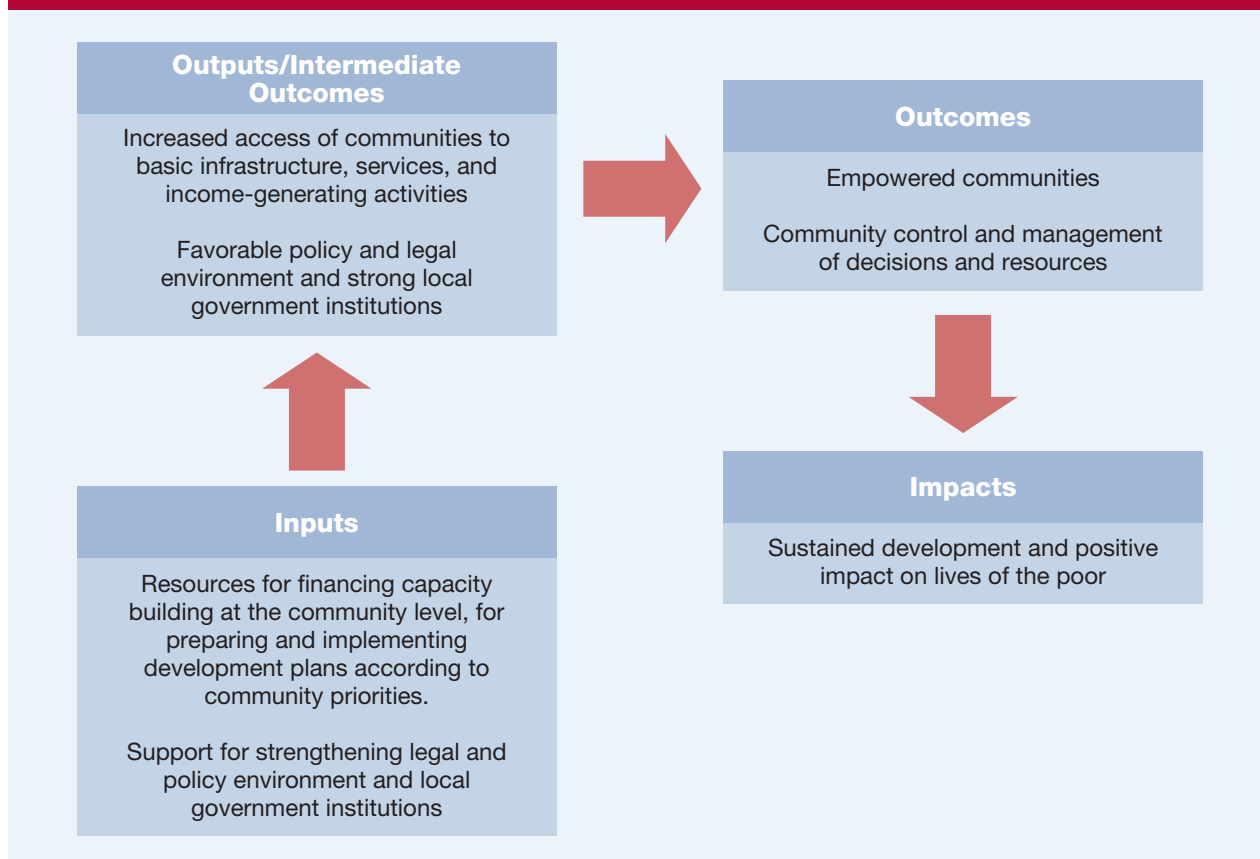 Outputs/Intermediate
Outcomes
Increased access of communities to
basic infrastructure, services, and
income-generating activities
Favorable policy and legal
environment and strong local
government institutions
Outcomes
Empowered communities
Community control and management
of decisions and resources
Inputs
Resources for financing capacity
building at the community level, for
preparing and implementing
development plans according to
community priorities.
Support for strengthening legal and
policy environment and local
government institutions
Impacts
Sustained development and positive
impact on lives of the poor